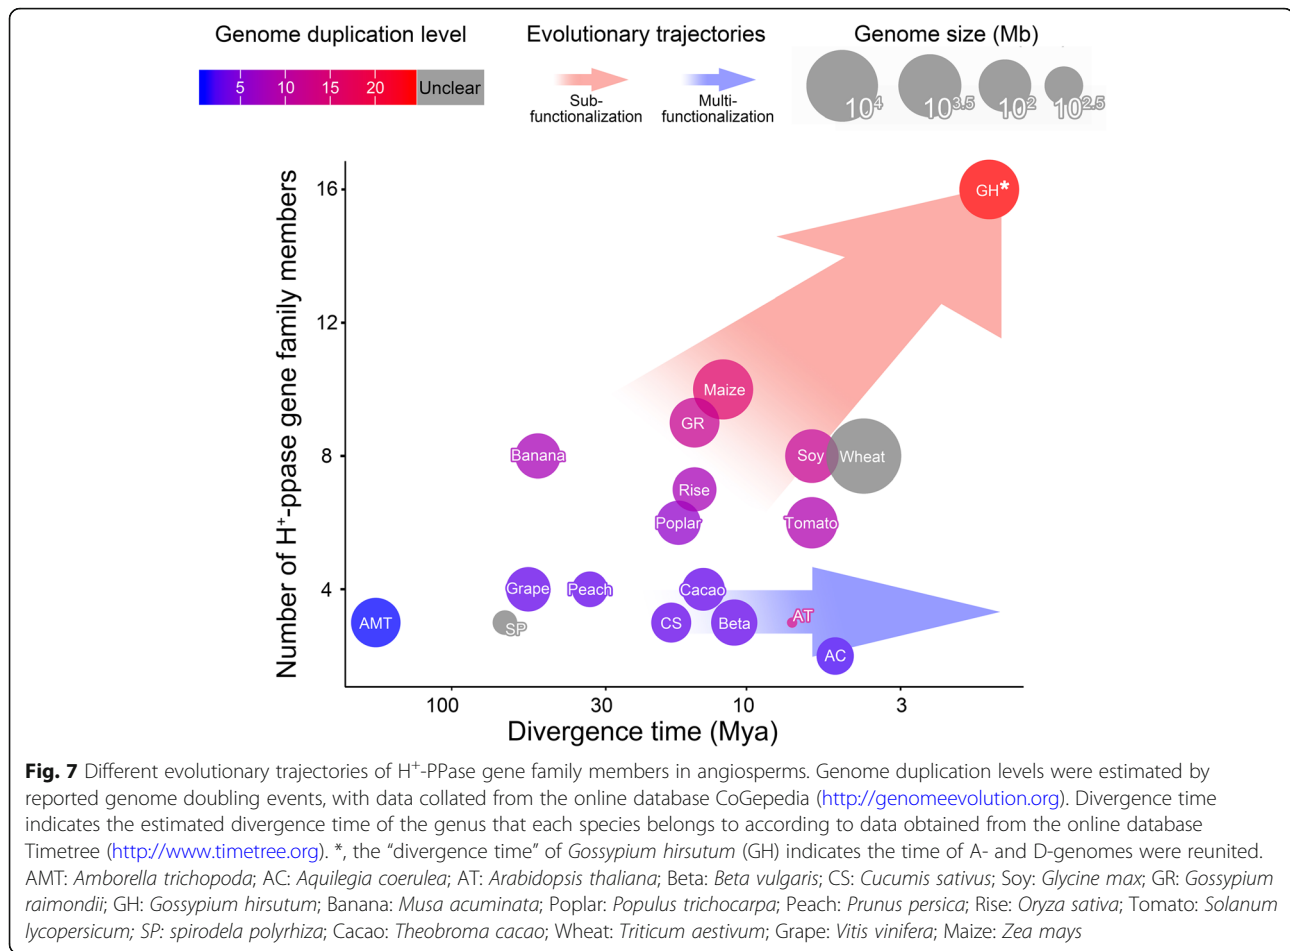 Genome duplication level
Evolutionary trajectories
Genome size (Mb)
5 10 15 20 Unclear
Sub-
functionalization
Multi-
functionalization
10^4 10^3.5 10^2 10^2.5
Number of H+-ppase gene family members
16
12
8
4
GH*
Maize
GR
Banana
Soy
Wheat
Rise
Poplar
Tomato
Grape
Peach
Cacao
AMT
SP
CS
Beta
AT
AC
100 30 10 3
Divergence time (Mya)
Fig. 7 Different evolutionary trajectories of H+-PPase gene family members in angiosperms. Genome duplication levels were estimated by
reported genome doubling events, with data collated from the online database CoGepedia (http://genomeevolution.org). Divergence time
indicates the estimated divergence time of the genus that each species belongs to according to data obtained from the online database
Timetree (http://www.timetree.org). *, the “divergence time” of Gossypium hirsutum (GH) indicates the time of A- and D-genomes were reunited.
AMT: Amborella trichopoda; AC: Aquilegia coerulea; AT: Arabidopsis thaliana; Beta: Beta vulgaris; CS: Cucumis sativus; Soy: Glycine max; GR: Gossypium
raimondii; GH: Gossypium hirsutum; Banana: Musa acuminata; Poplar: Populus trichocarpa; Peach: Prunus persica; Rise: Oryza sativa; Tomato: Solanum
lycopersicum; SP: spirodela polyrhiza; Cacao: Theobroma cacao; Wheat: Triticum aestivum; Grape: Vitis vinifera; Maize: Zea mays